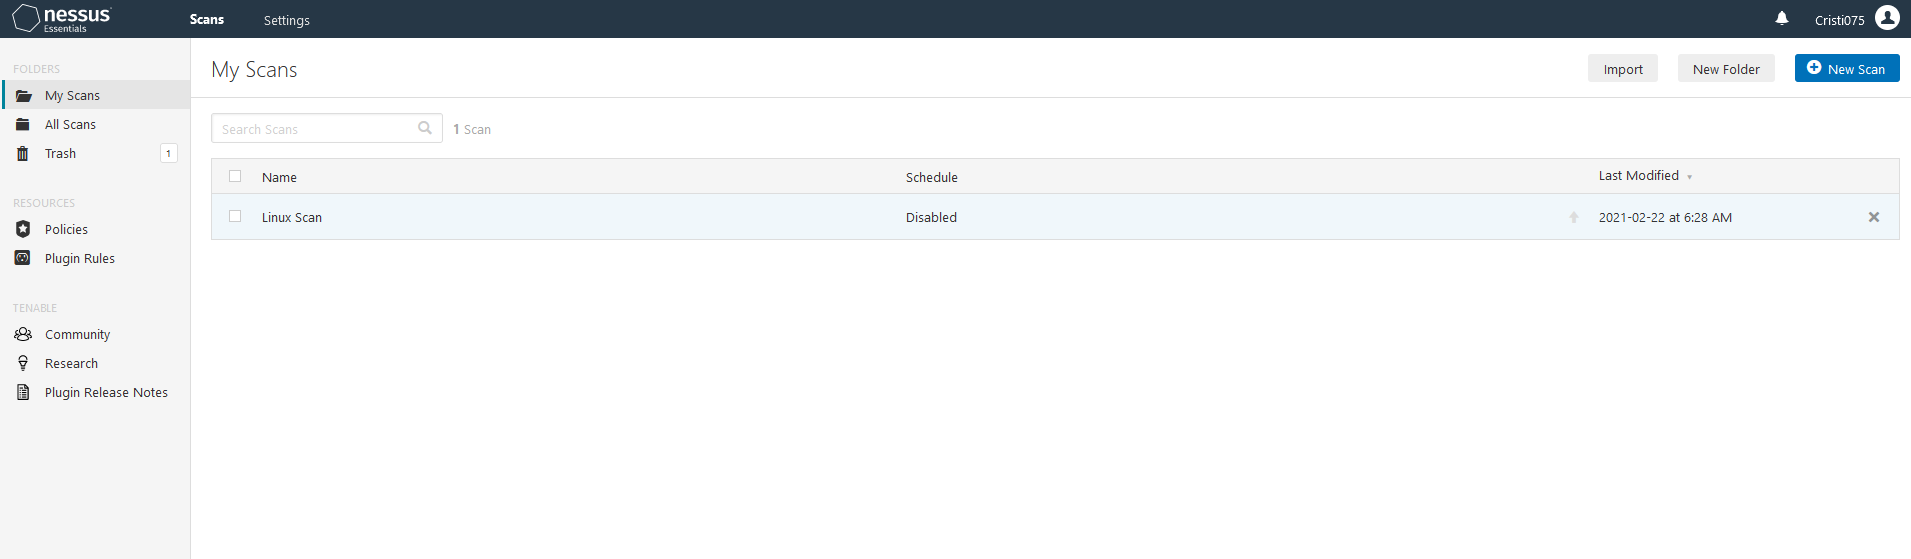 nessus
Essentials
Scans
Settings
Cristi075
FOLDERS
My Scans
All Scans
Trash
1
RESOURCES
Policies
Plugin Rules
TENABLE
Community
Research
Plugin Release Notes
My Scans
Import
New Folder
New Scan
Search Scans
1 Scan
Name
Schedule
Last Modified
Linux Scan
Disabled
2021-02-22 at 6:28 AM